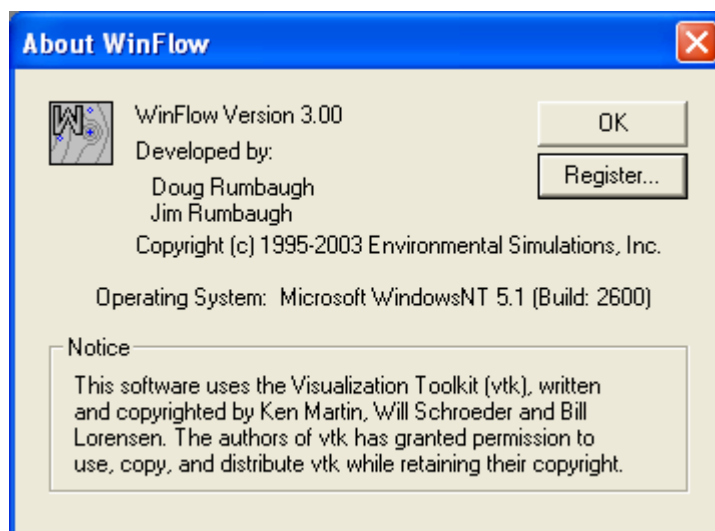 About WinFlow
WinFlow Version 3.00
OK
Developed by:
Register...
Doug Rumbaugh
Jim Rumbaugh
Copyright (c) 1995-2003 Environmental Simulations, Inc.
Operating System: Microsoft WindowsNT 5.1 (Build: 2600)
Notice
This software uses the Visualization Toolkit (vtk), written
and copyrighted by Ken Martin, Will Schroeder and Bill
Lorensen. The authors of vtk has granted permission to
use, copy, and distribute vtk while retaining their copyright.